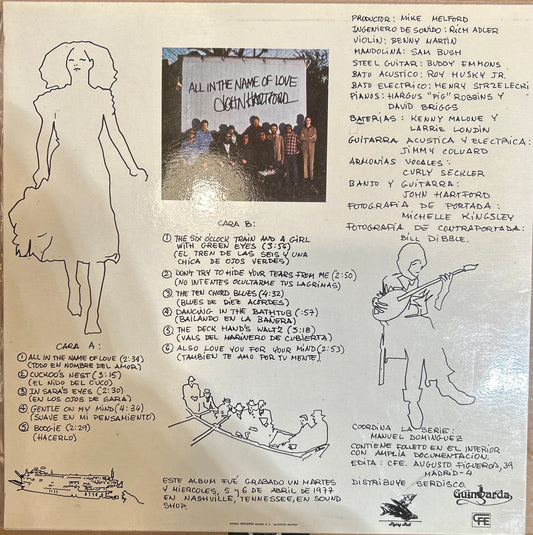 ALL IN THE NAME OF LOVE
JOHN HARTFORD
PRODUCTOR: MIKE MELFORD
INGENIERO DE SONIDO: RICH ADLER
VIOLIN: BENNY MARTIN
MANDOLINA: SAM BUSH
STEEL GUITAR: BUDDY EMMONS
BAJO ACUSTICO: ROY HUSKY JR.
BAJO ELECTRICO: HENRY STRZELECRI
PIANOS: HARGUS "PIG" ROBBINS Y
DAVID BRIGGS
BATERIAS: KENNY MALONE Y
LARRIE LONDIN
GUITARRA ACUSTICA Y ELECTRICA:
JIMMY COLVARD
ARMONIAS VOCALES:
CURLY SECKLER
BANJO Y GUITARRA:
JOHN HARTFORD
FOTOGRAFIA DE PORTADA:
MICHELLE KINGSLEY
FOTOGRAFIA DE CONTRAPORTADA:
BILL DIBBLE.
CARA B:
1 THE SIX O'CLOCK TRAIN AND A GIRL
WITH GREEN EYES (3:56)
(EL TREN DE LAS SEIS Y UNA
CHICA DE OJOS VERDES)
2 DON'T TRY TO HIDE YOUR TEARS FROM ME (2:50)
(NO INTENTES OCULTARME TUS LAGRIMAS)
3 THE TEN CHORD BLUES (4:32)
(BLUES DE DIEZ ACORDES)
4 DANCING IN THE BATHTUB (:57)
(BAILANDO EN LA BAÑERA)
5 THE DECK HAND'S WALTZ (3:18)
(VALS DEL MARINERO DE CUBIERTA)
6 ALSO LOVE YOU FOR YOUR MIND (2:53)
(TAMBIEN TE AMO POR TU MENTE)
CARA A:
1 ALL IN THE NAME OF LOVE (2:34)
(TODO EN NOMBRE DEL AMOR)
2 CUCKOO'S NEST (3:15)
(EL NIDO DEL CUCO)
3 IN SARA'S EYES (2:30)
(EN LOS OJOS DE SARA)
4 GENTLE ON MY MIND (4:34)
(SUAVE EN MI PENSAMIENTO)
5 BOOGIE (2:29)
(HACERLO)
COORDINA LA SERIE:
MANUEL DOMINGUEZ
CONTIENE FOLLETO EN EL INTERIOR
CON AMPLIA DOCUMENTACION.
EDITA: CFE. AUGUSTO FIGUEROA, 39
MADRID-4
DISTRIBUYE SERDISCO.
ESTE ALBUM FUÉ GRABADO UN MARTES
Y MIERCOLES, 5 Y 6 DE ABRIL DE 1977
EN NASHVILLE, TENNESSEE, EN SOUND
SHOP.
Flying Fish
Guimbarda
CFE